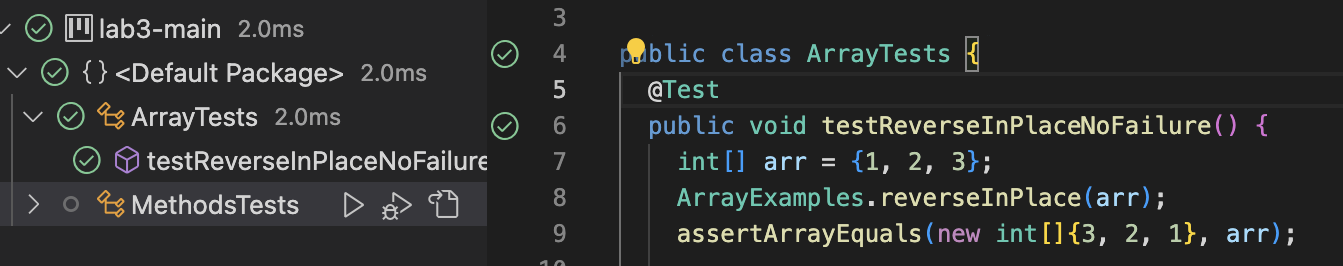 lab3-main 2.0ms
{} <Default Package> 2.0ms
ArrayTests 2.0ms
testReverseInPlaceNoFailure
MethodsTests
3
4 public class ArrayTests {
5 @Test
6 public void testReverseInPlaceNoFailure() {
7 int[] arr = {1, 2, 3};
8 ArrayExamples.reverseInPlace(arr);
9 assertArrayEquals(new int[]{3, 2, 1}, arr);
10